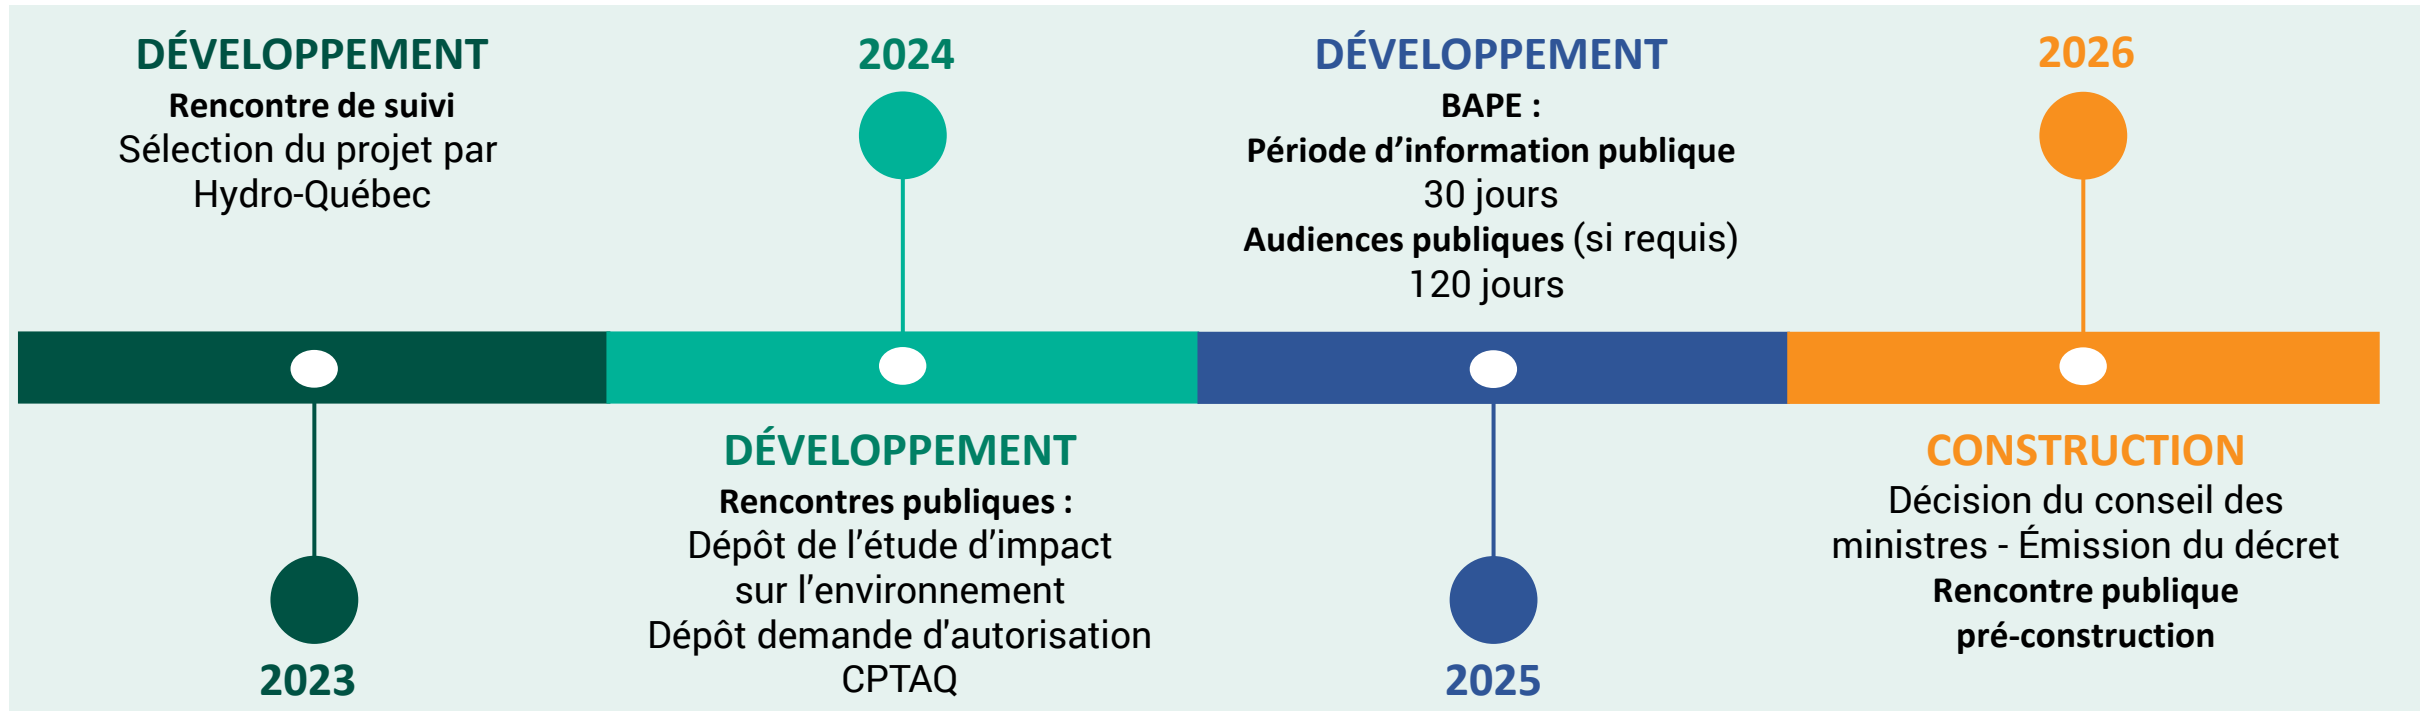 DÉVELOPPEMENT
Rencontre de suivi
Sélection du projet par
Hydro-Québec
2023
2024
DÉVELOPPEMENT
Rencontres publiques :
Dépôt de l’étude d’impact
sur l’environnement
Dépôt demande d'autorisation
CPTAQ
DÉVELOPPEMENT
BAPE :
Période d’information publique
30 jours
Audiences publiques (si requis)
120 jours
2025
2026
CONSTRUCTION
Décision du conseil des
ministres - Émission du décret
Rencontre publique
pré-construction